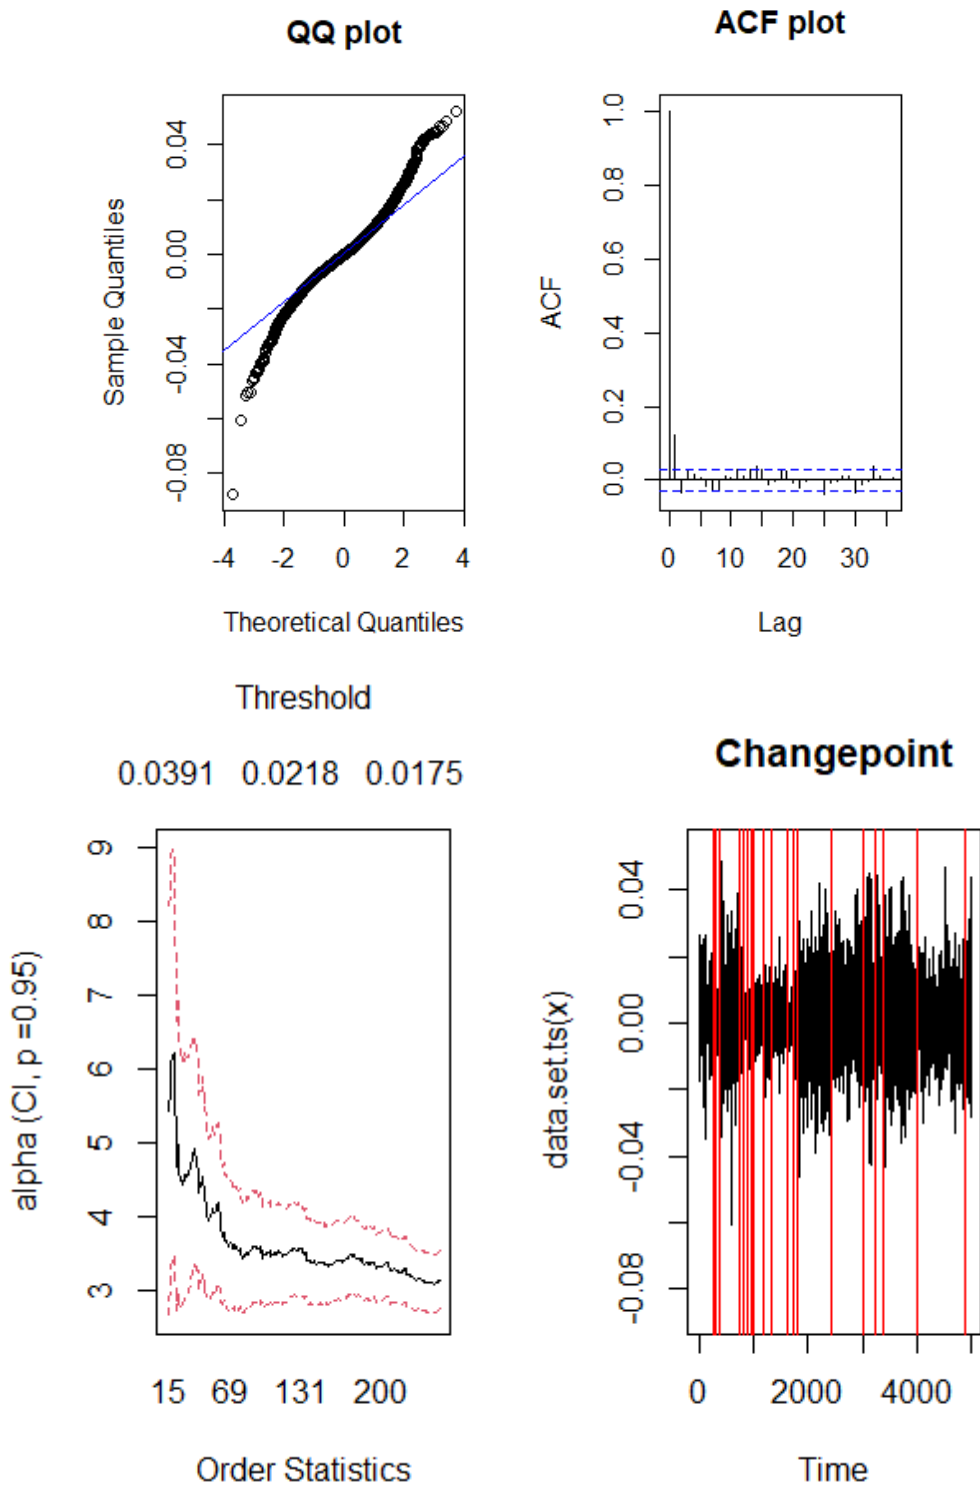 QQ plot
Sample Quantiles
-0.08 -0.04 0.00 0.04
-4 -2 0 2 4
Theoretical Quantiles
ACF plot
ACF
0.0 0.2 0.4 0.6 0.8 1.0
0 10 20 30
Lag
Threshold
0.0391 0.0218 0.0175
alpha (CI, p =0.95)
3 4 5 6 7 8 9
15 69 131 200
Order Statistics
Changepoint
data.set.ts(x)
-0.08 -0.04 0.00 0.04
0 2000 4000
Time